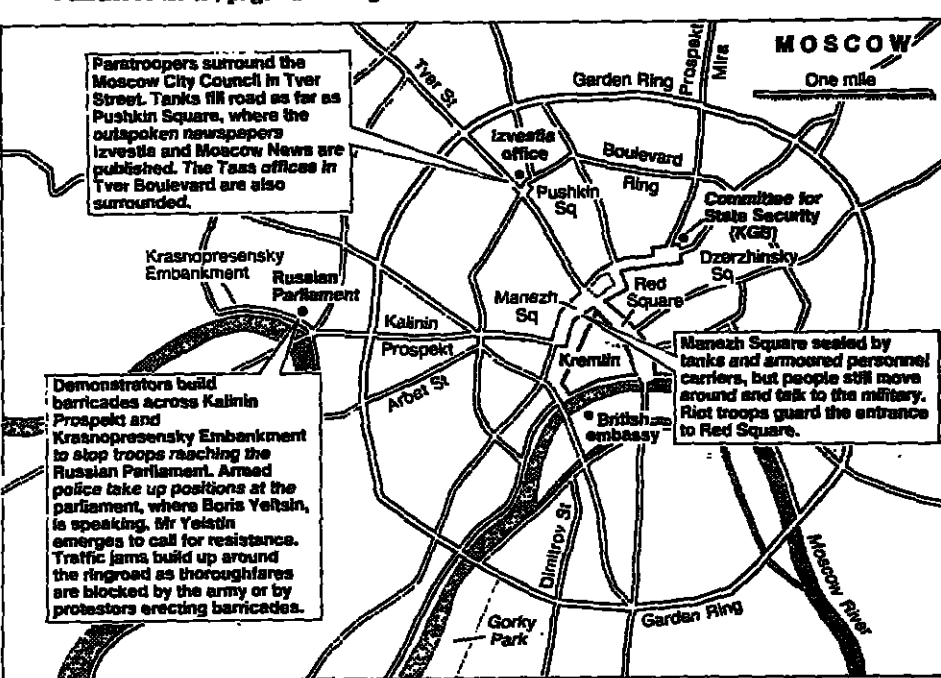 MOSCOW
One mile
Paratroopers surround the
Moscow City Council in Tver
Street. Tanks fill road as far as
Pushkin Square, where the
outspoken newspapers
Izvestia and Moscow News are
published. The Tass offices in
Tver Boulevard are also
surrounded.
Tver St
Garden Ring
Prospekt
Mira
Izvestia
office
Boulevard
Ring
Pushkin
Sq
Committee for
State Security
(KGB)
Dzerzhinsky
Sq
Krasnopresensky
Embankment
Russian
Parliament
Manezh
Sq
Red
Square
Kalinin
Prospekt
Kremlin
Arbat St
British
embassy
Manezh Square sealed by
tanks and armoured personnel
carriers, but people still move
around and talk to the military.
Riot troops guard the entrance
to Red Square.
Demonstrators build
barricades across Kalinin
Prospekt and
Krasnopresensky Embankment
to stop troops reaching the
Russian Parliament. Armed
police take up positions at the
parliament, where Boris Yeltsin,
is speaking. Mr Yelstin
emerges to call for resistance.
Traffic jams build up around
the ringroad as thoroughfares
are blocked by the army or by
protestors erecting barricades.
Dimitrov St
Moscow River
Gorky
Park
Garden Ring